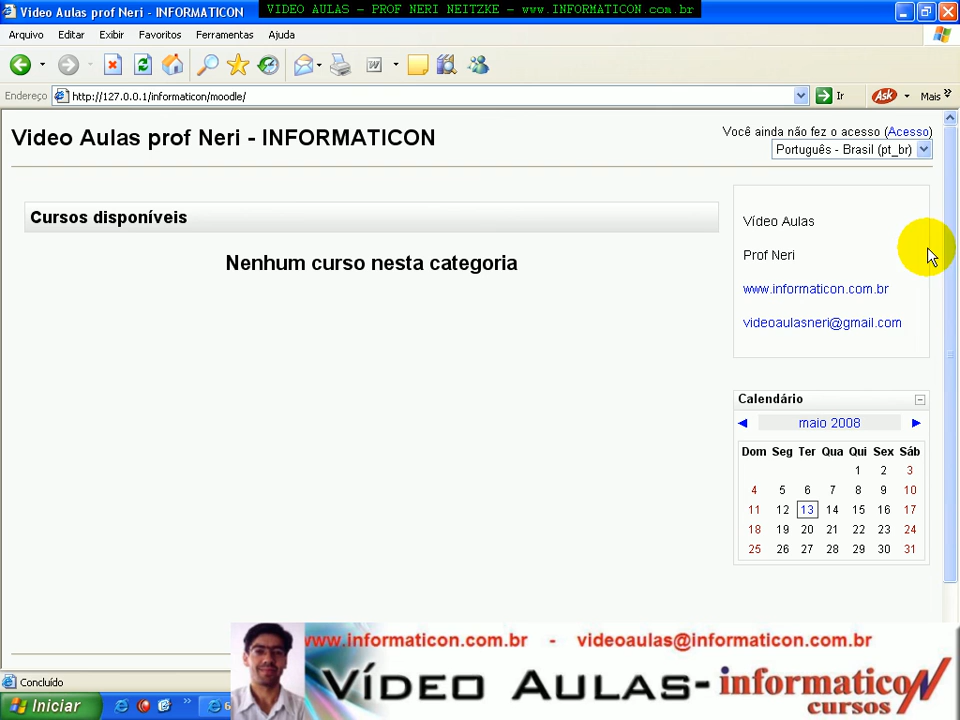 Video Aulas prof Neri - INFORMATICON
VIDEO AULAS - PROF NERI NEITZKE - www.INFORMATICON.com.br
Arquivo Editar Exibir Favoritos Ferramentas Ajuda
Endereço http://127.0.0.1/informaticon/moodle/ Ir Ask Mais
Video Aulas prof Neri - INFORMATICON
Você ainda não fez o acesso (Acesso)
Português - Brasil (pt_br)
Cursos disponíveis
Nenhum curso nesta categoria
Vídeo Aulas
Prof Neri
www.informaticon.com.br
videoaulasneri@gmail.com
Calendário
maio 2008
Dom Seg Ter Qua Qui Sex Sáb
1 2 3
4 5 6 7 8 9 10
11 12 13 14 15 16 17
18 19 20 21 22 23 24
25 26 27 28 29 30 31
www.informaticon.com.br - videoaulas@informaticon.com.br
VÍDEO AULAS- informaticon
cursos
Concluído
Iniciar 6